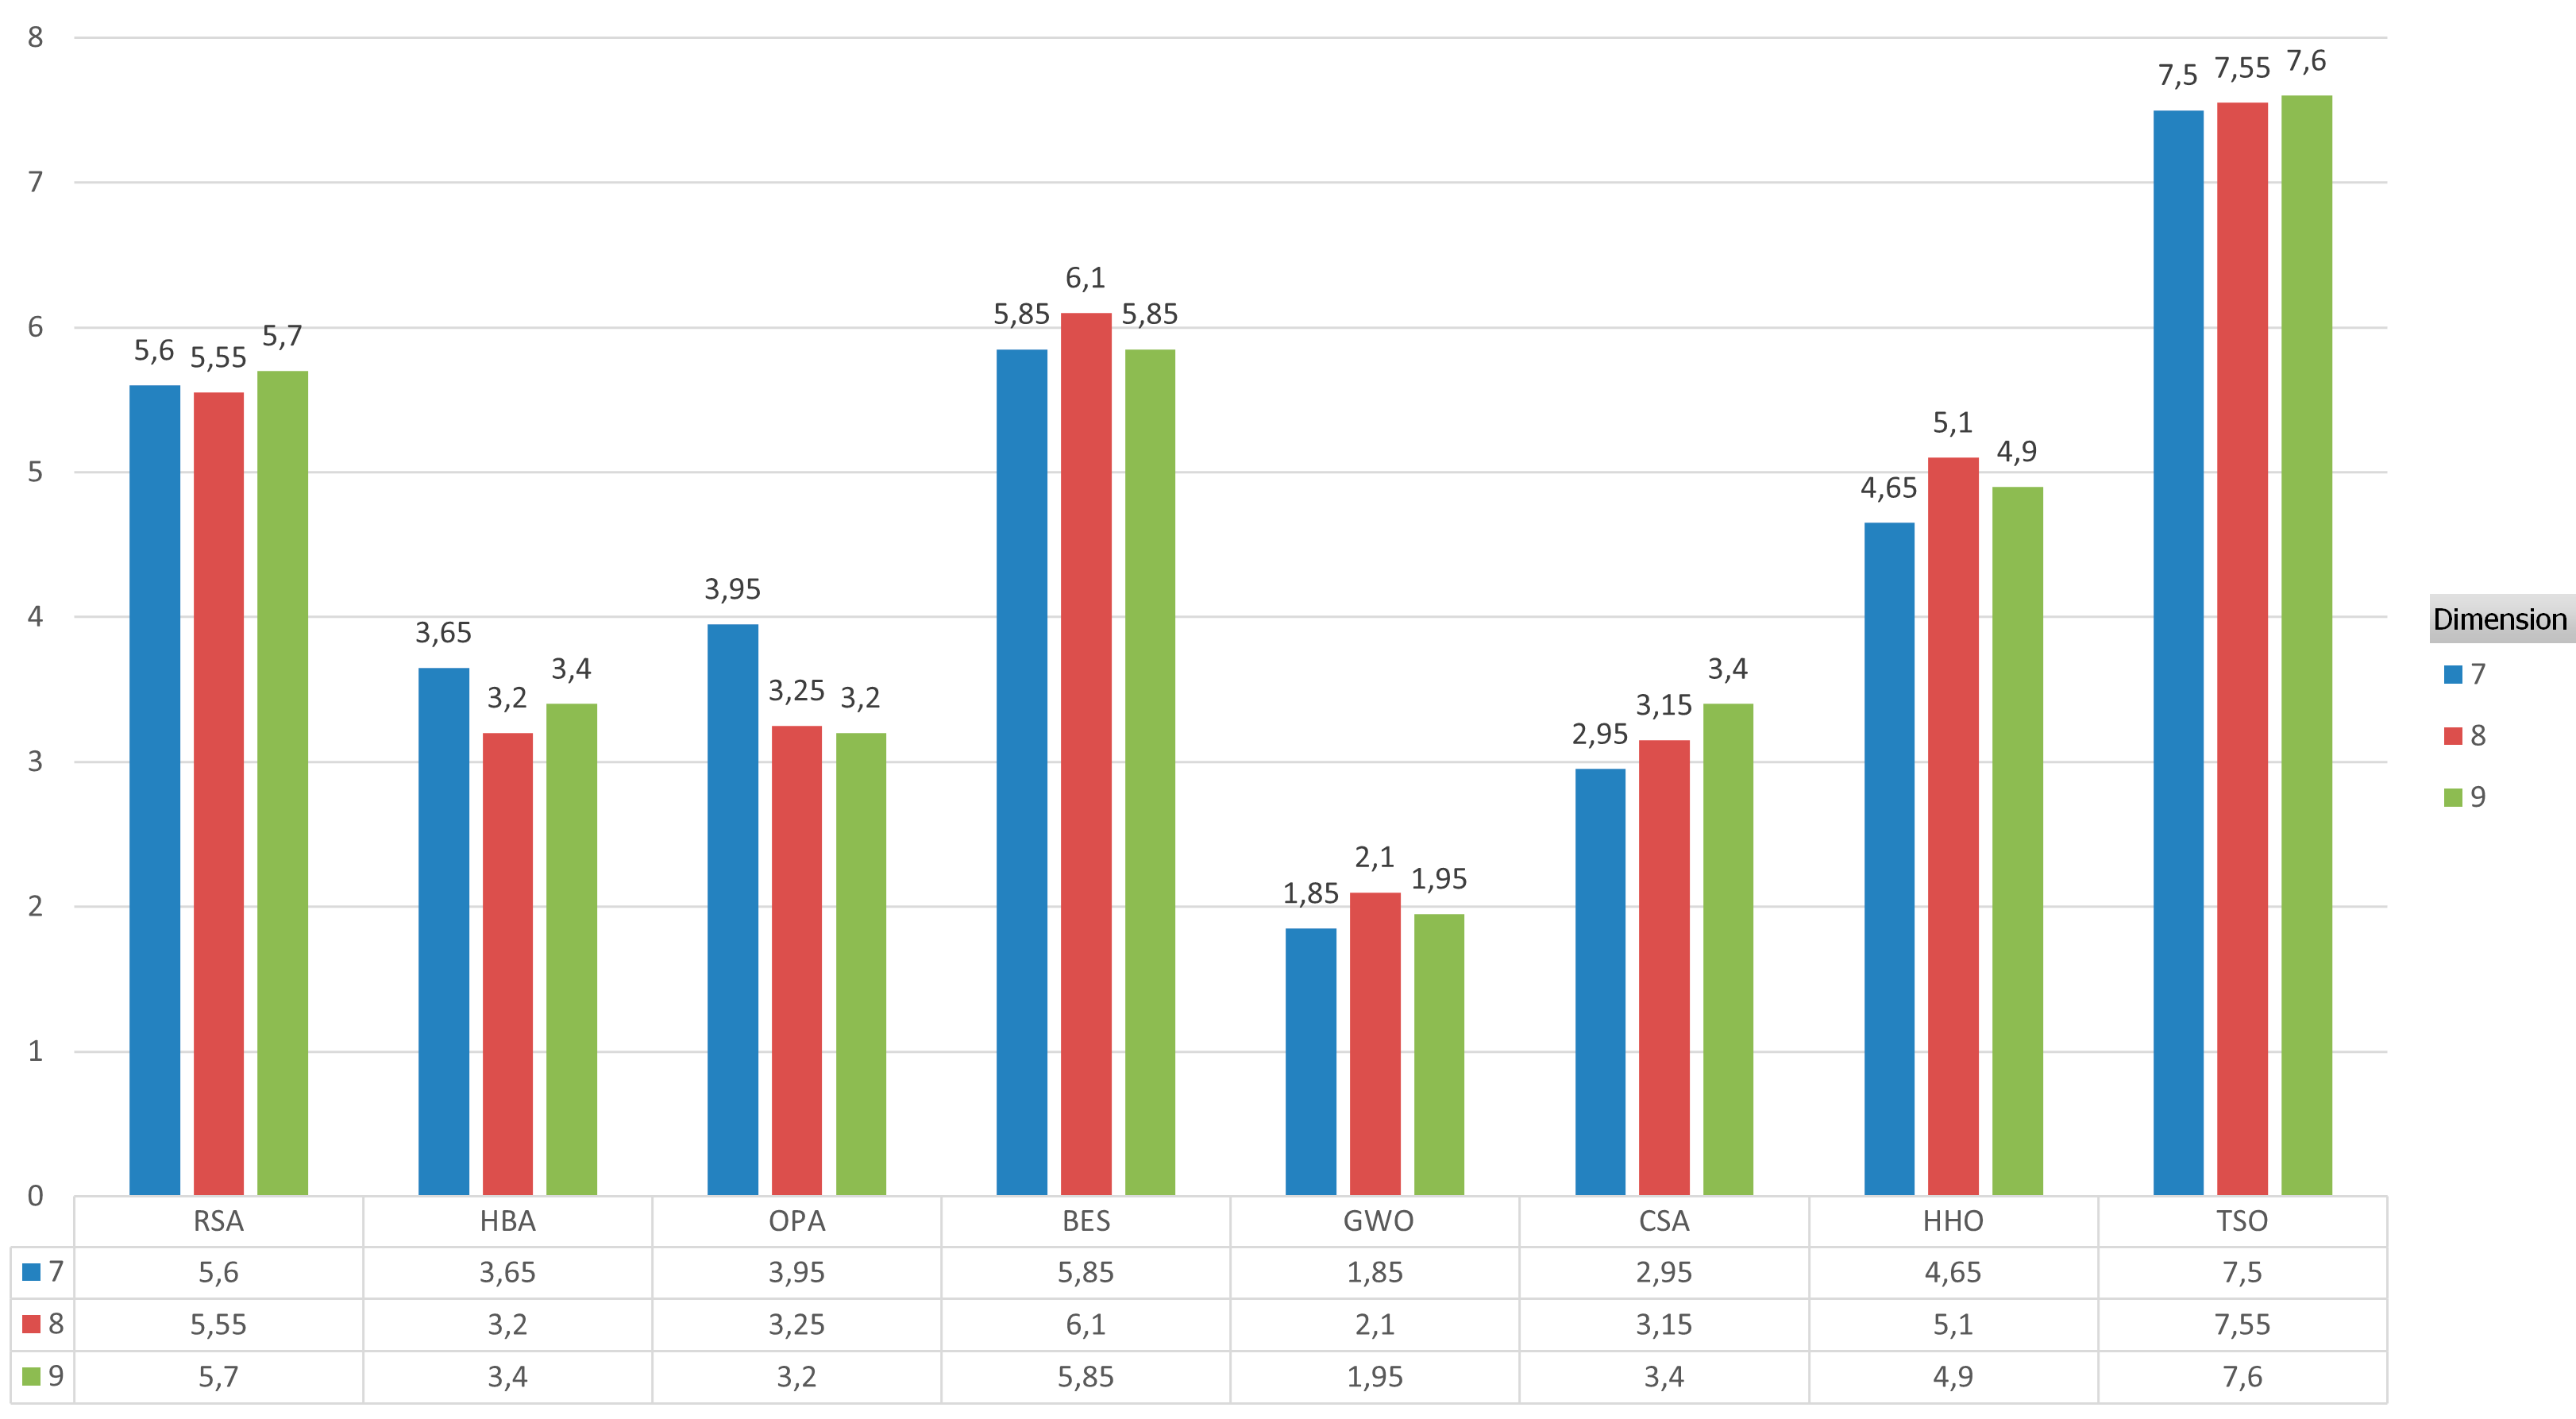 8
7
6
5
4
3
2
1
0
5,6 5,55 5,7
3,65 3,2 3,4
3,95 3,25 3,2
5,85 6,1 5,85
1,85 2,1 1,95
2,95 3,15 3,4
4,65 5,1 4,9
7,5 7,55 7,6
RSA HBA OPA BES GWO CSA HHO TSO
7 5,6 3,65 3,95 5,85 1,85 2,95 4,65 7,5
8 5,55 3,2 3,25 6,1 2,1 3,15 5,1 7,55
9 5,7 3,4 3,2 5,85 1,95 3,4 4,9 7,6
Dimension
7
8
9